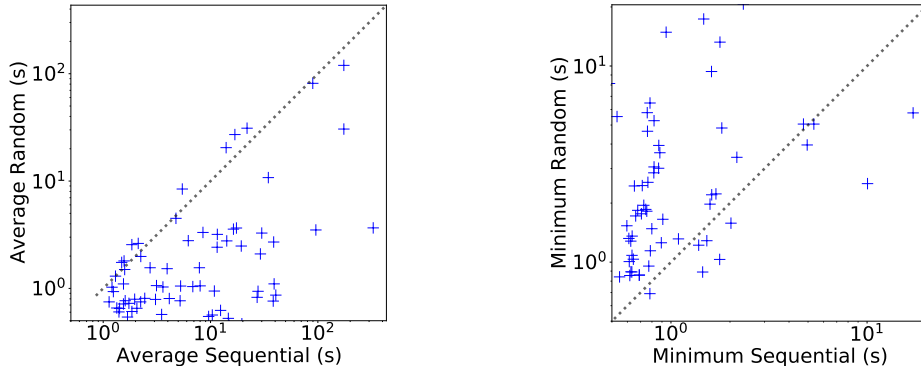 10²
10¹
10⁰
Average Random (s)
10⁰ 10¹ 10²
Average Sequential (s)
10¹
10⁰
Minimum Random (s)
10⁰ 10¹
Minimum Sequential (s)